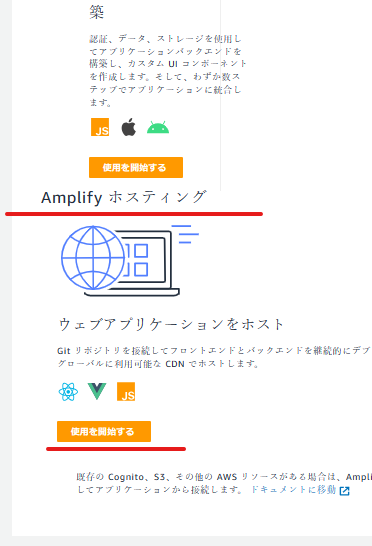 築
認証、データ、ストレージを使用し
てアプリケーションバックエンドを
構築し、カスタム UI コンポーネント
を作成します。そして、わずか数ス
テップでアプリケーションに統合し
ます。
JS
使用を開始する
Amplify ホスティング
ウェブアプリケーションをホスト
Git リポジトリを接続してフロントエンドとバックエンドを継続的にデプ
グローバルに利用可能な CDN でホストします。
JS
使用を開始する
既存の Cognito、S3、その他の AWS リソースがある場合は、Ampli
してアプリケーションから接続します。 ドキュメントに移動